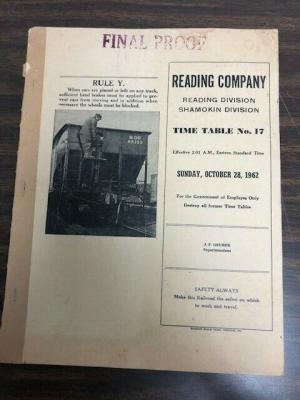 FINAL PROOF
RULE Y.
When cars are placed or left on any track,
sufficient hand brakes must be applied to pre-
vent cars from moving and in addition when
necessary the wheels must be blocked.
READING COMPANY
READING DIVISION
SHAMOKIN DIVISION
TIME TABLE No. 17
Effective 2:01 A.M., Eastern Standard Time
SUNDAY, OCTOBER 28, 1962
For the Government of Employes Only
Destroy all former Time Tables
J. F. GRUBER
Superintendent
SAFETY ALWAYS
Make this Railroad the safest on which
to work and travel.